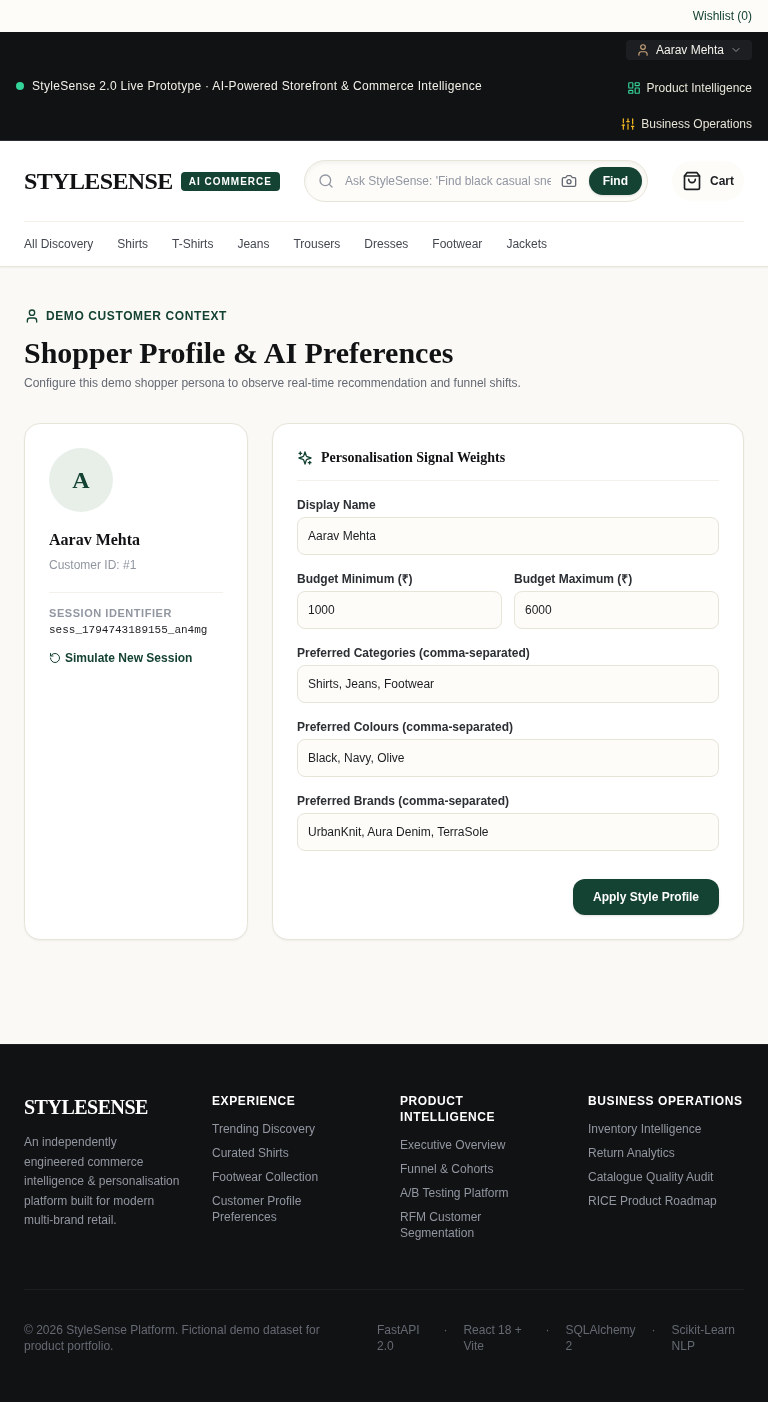 Wishlist (0)
Aarav Mehta
StyleSense 2.0 Live Prototype · AI-Powered Storefront & Commerce Intelligence
Product Intelligence
Business Operations
STYLESENSE
AI COMMERCE
Ask StyleSense: 'Find black casual sne
Find
Cart
All Discovery
Shirts
T-Shirts
Jeans
Trousers
Dresses
Footwear
Jackets
DEMO CUSTOMER CONTEXT
Shopper Profile & AI Preferences
Configure this demo shopper persona to observe real-time recommendation and funnel shifts.
A
Aarav Mehta
Customer ID: #1
SESSION IDENTIFIER
sess_1794743189155_an4mg
Simulate New Session
Personalisation Signal Weights
Display Name
Aarav Mehta
Budget Minimum (₹)
1000
Budget Maximum (₹)
6000
Preferred Categories (comma-separated)
Shirts, Jeans, Footwear
Preferred Colours (comma-separated)
Black, Navy, Olive
Preferred Brands (comma-separated)
UrbanKnit, Aura Denim, TerraSole
Apply Style Profile
STYLESENSE
An independently
engineered commerce
intelligence & personalisation
platform built for modern
multi-brand retail.
EXPERIENCE
Trending Discovery
Curated Shirts
Footwear Collection
Customer Profile
Preferences
PRODUCT
INTELLIGENCE
Executive Overview
Funnel & Cohorts
A/B Testing Platform
RFM Customer
Segmentation
BUSINESS OPERATIONS
Inventory Intelligence
Return Analytics
Catalogue Quality Audit
RICE Product Roadmap
© 2026 StyleSense Platform. Fictional demo dataset for
product portfolio.
FastAPI
2.0
·
React 18 +
Vite
·
SQLAlchemy
2
·
Scikit-Learn
NLP